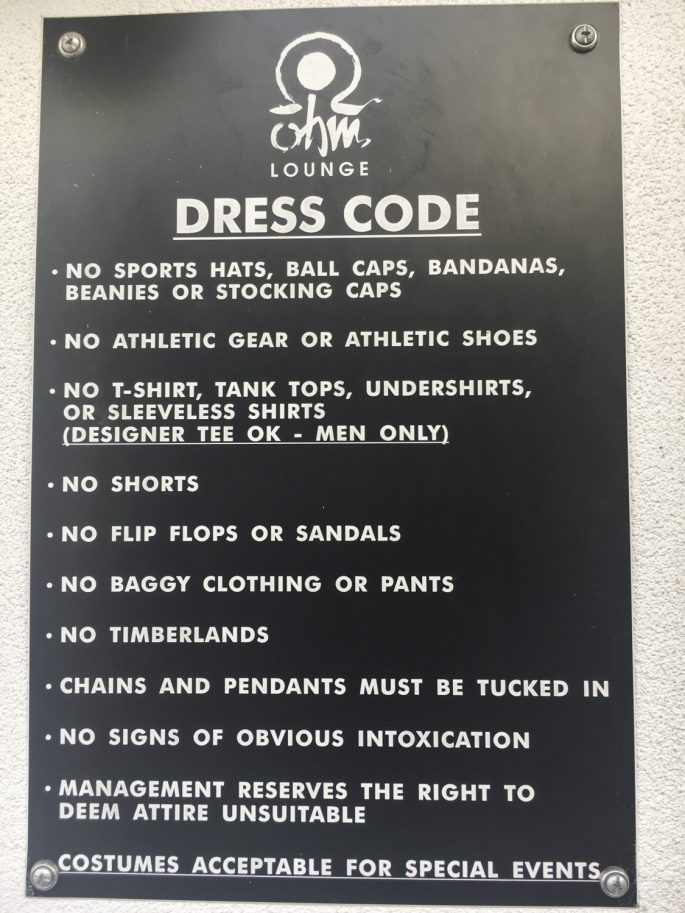 ohm
LOUNGE
DRESS CODE
• NO SPORTS HATS, BALL CAPS, BANDANAS,
BEANIES OR STOCKING CAPS
• NO ATHLETIC GEAR OR ATHLETIC SHOES
• NO T-SHIRT, TANK TOPS, UNDERSHIRTS,
OR SLEEVELESS SHIRTS
(DESIGNER TEE OK - MEN ONLY)
• NO SHORTS
• NO FLIP FLOPS OR SANDALS
• NO BAGGY CLOTHING OR PANTS
• NO TIMBERLANDS
• CHAINS AND PENDANTS MUST BE TUCKED IN
• NO SIGNS OF OBVIOUS INTOXICATION
• MANAGEMENT RESERVES THE RIGHT TO
DEEM ATTIRE UNSUITABLE
COSTUMES ACCEPTABLE FOR SPECIAL EVENTS